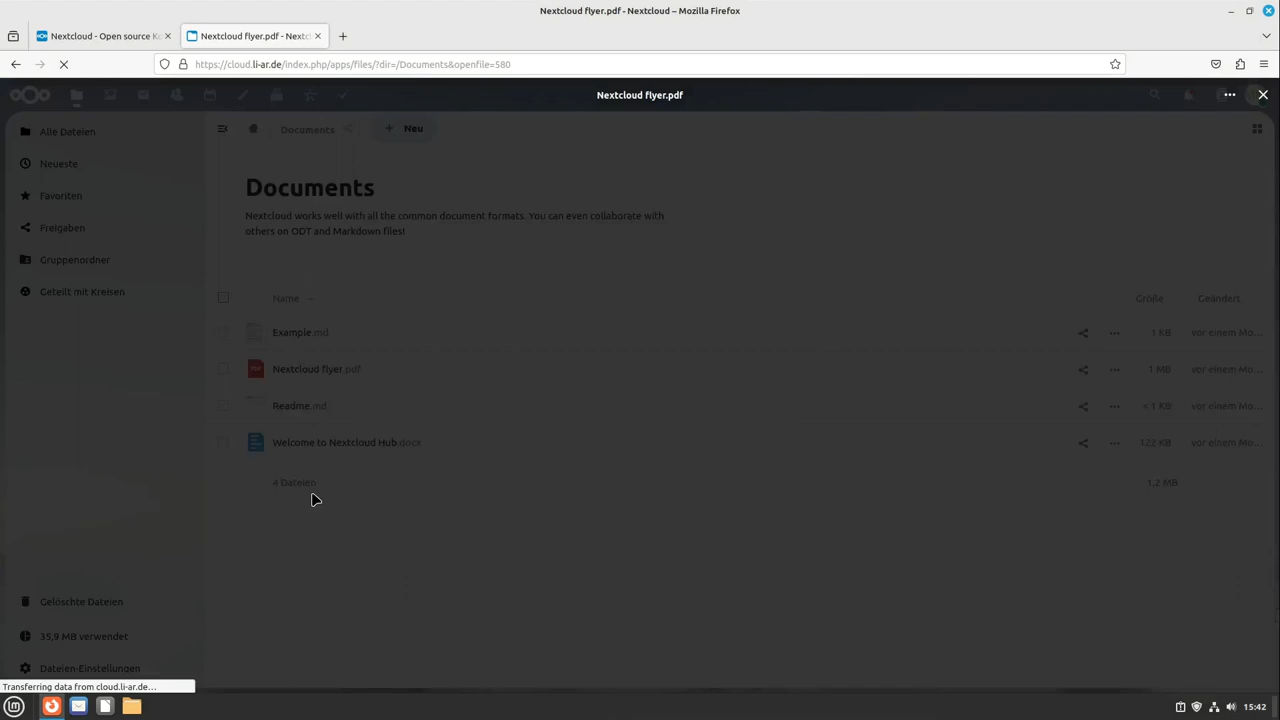 Nextcloud flyer.pdf - Nextcloud – Mozilla Firefox
Nextcloud - Open source Ko
Nextcloud flyer.pdf - Nextcl
https://cloud.li-ar.de/index.php/apps/files/?dir=/Documents&openfile=580
Nextcloud flyer.pdf
Alle Dateien
Documents
Neu
Neueste
Favoriten
Freigaben
Gruppenordner
Geteilt mit Kreisen
Documents
Nextcloud works well with all the common document formats. You can even collaborate with
others on ODT and Markdown files!
Name Größe Geändert
Example.md 1 KB vor einem Mo...
PDF Nextcloud flyer.pdf 1 MB vor einem Mo...
Readme.md < 1 KB vor einem Mo...
Welcome to Nextcloud Hub.docx 122 KB vor einem Mo...
4 Dateien 1,2 MB
Gelöschte Dateien
35,9 MB verwendet
Dateien-Einstellungen
Transferring data from cloud.li-ar.de…
15:42